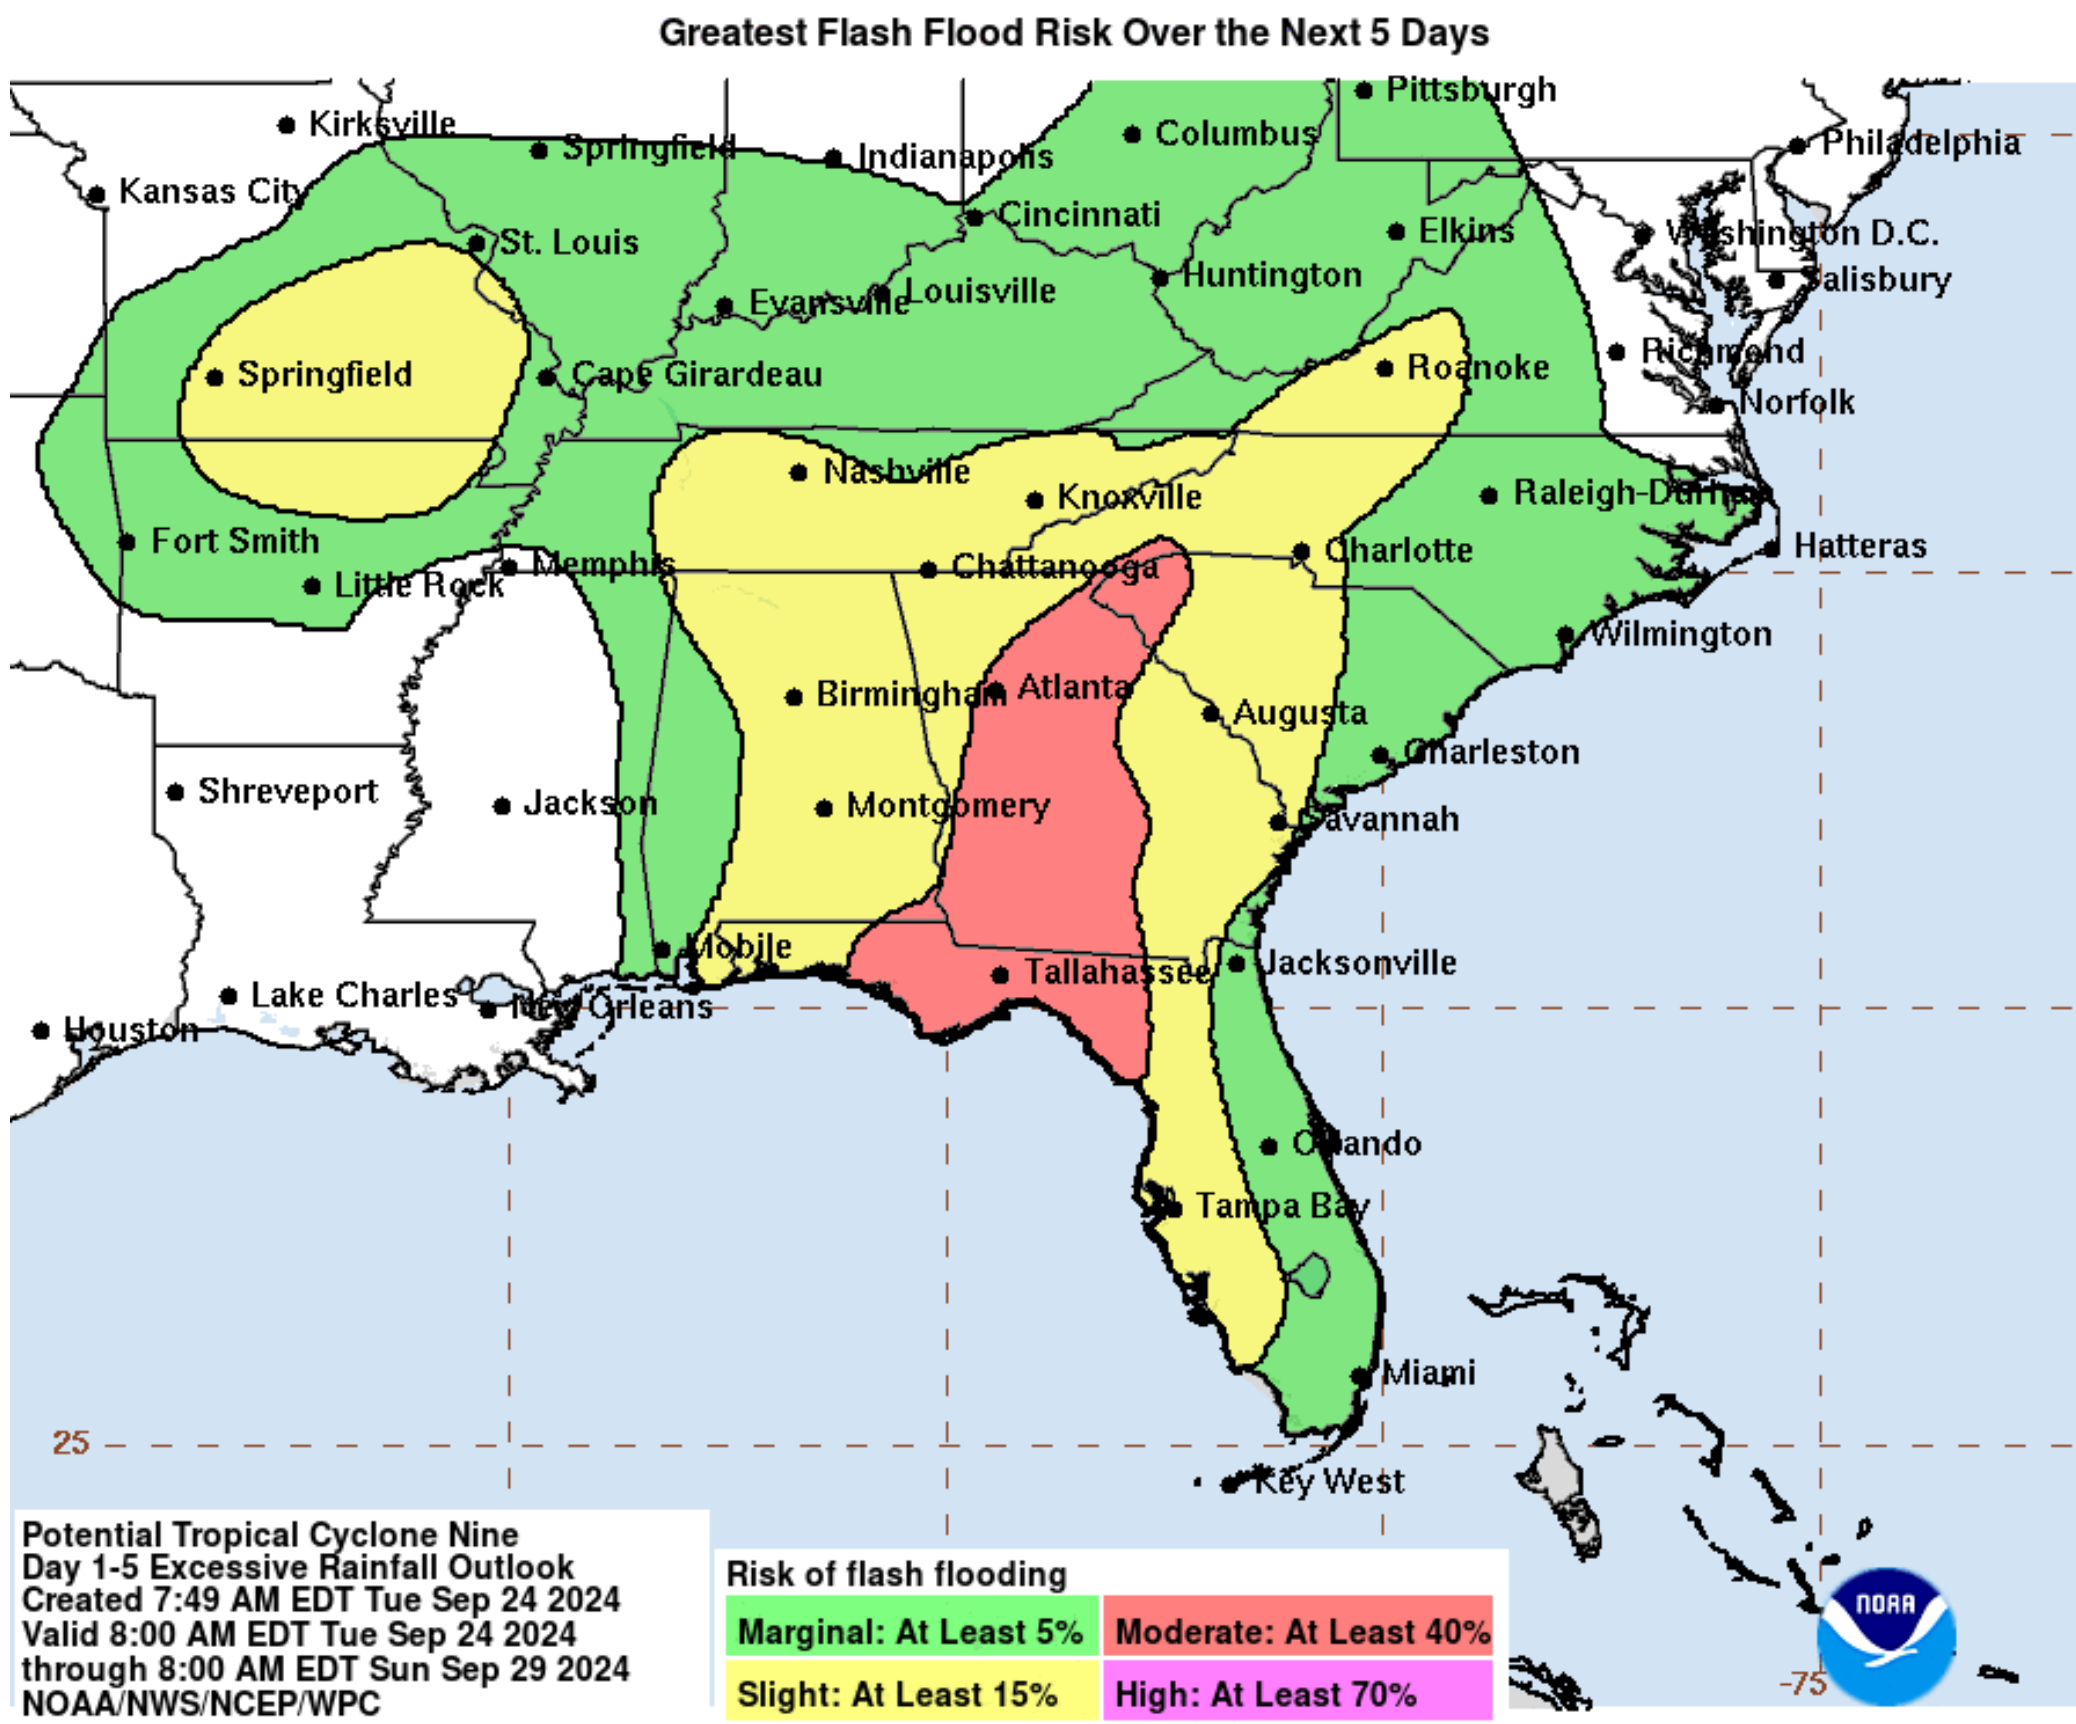 Greatest Flash Flood Risk Over the Next 5 Days
Pittsburgh
Kirksville
Columbus
Springfield
Indianapolis
Philadelphia
Kansas City
Cincinnati
St. Louis
Elkins
Washington D.C.
Huntington
Salisbury
Louisville
Evansville
Richmond
Roanoke
Springfield
Cape Girardeau
Norfolk
Nashville
Knoxville
Raleigh-Durham
Fort Smith
Charlotte
Hatteras
Memphis
Chattanooga
Little Rock
Wilmington
Atlanta
Birmingham
Augusta
Charleston
Shreveport
Jackson
Montgomery
Savannah
Mobile
Jacksonville
Tallahassee
Lake Charles
New Orleans
Houston
Orlando
Tampa Bay
Miami
25
Key West
Potential Tropical Cyclone Nine
Day 1-5 Excessive Rainfall Outlook
Created 7:49 AM EDT Tue Sep 24 2024
Valid 8:00 AM EDT Tue Sep 24 2024
through 8:00 AM EDT Sun Sep 29 2024
NOAA/NWS/NCEP/WPC
Risk of flash flooding
Marginal: At Least 5%
Moderate: At Least 40%
Slight: At Least 15%
High: At Least 70%
NOAA
-75